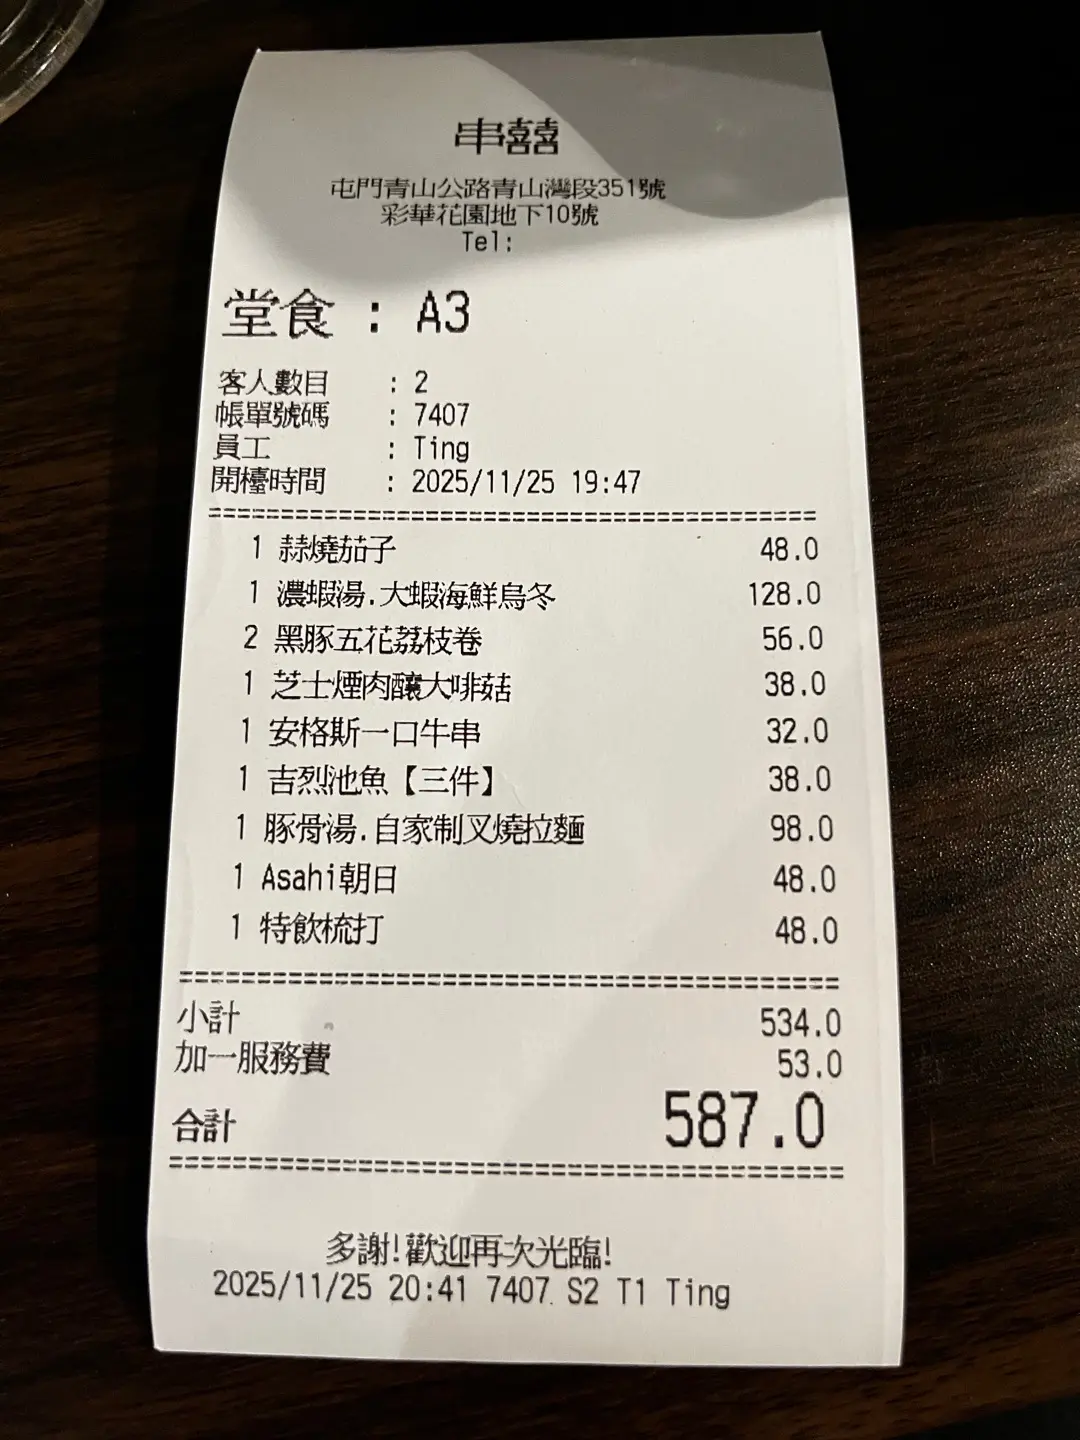 串囍
屯門青山公路青山灣段351號
彩華花園地下10號
Tel:
堂食 : A3
客人數目 : 2
帳單號碼 : 7407
員工 : Ting
開檯時間 : 2025/11/25 19:47
1 蒜燒茄子 48.0
1 濃蝦湯.大蝦海鮮烏冬 128.0
2 黑豚五花荔枝卷 56.0
1 芝士煙肉釀大啡菇 38.0
1 安格斯一口牛串 32.0
1 吉烈池魚【三件】 38.0
1 豚骨湯.自家制叉燒拉麵 98.0
1 Asahi朝日 48.0
1 特飲梳打 48.0
小計 534.0
加一服務費 53.0
合計 587.0
多謝!歡迎再次光臨!
2025/11/25 20:41 7407 S2 T1 Ting